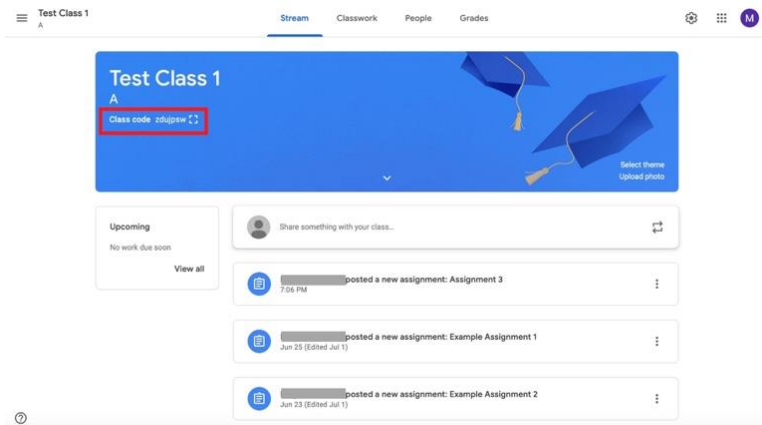 Test Class 1
A
Stream
Classwork
People
Grades
M
Test Class 1
A
Class code zdujpsw
Select theme
Upload photo
Upcoming
No work due soon
View all
Share something with your class...
posted a new assignment: Assignment 3
7:06 PM
posted a new assignment: Example Assignment 1
Jun 25 (Edited Jul 1)
posted a new assignment: Example Assignment 2
Jun 23 (Edited Jul 1)